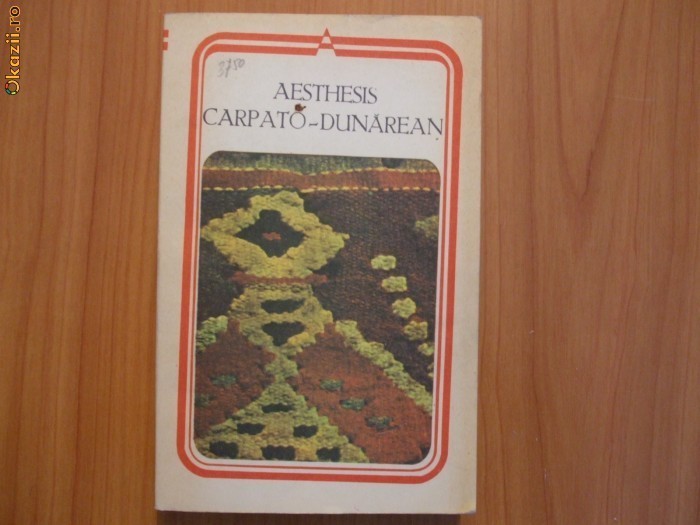 Okazii.ro
A
3750
AESTHESIS
CARPATO-DUNĂREAN